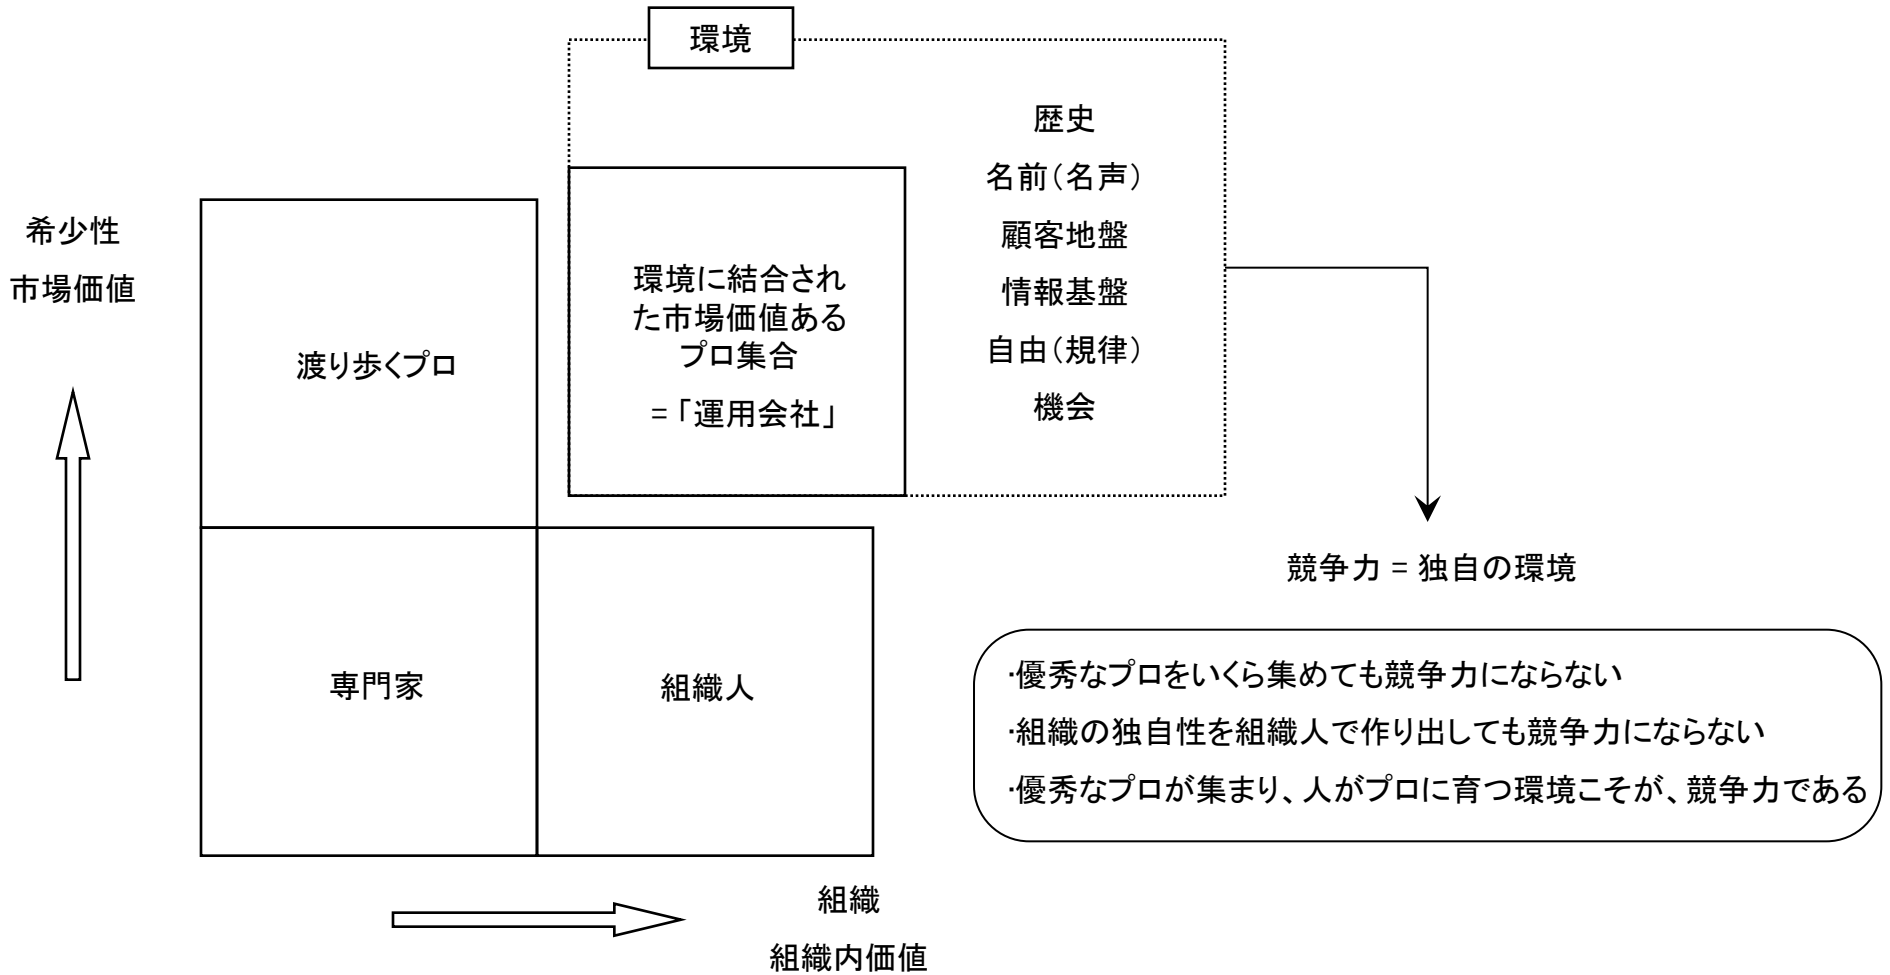 環境
歴史
名前（名声）
顧客地盤
情報基盤
自由（規律）
機会
希少性
市場価値
渡り歩くプロ
環境に結合され
た市場価値ある
プロ集合
=「運用会社」
専門家
組織人
競争力 = 独自の環境
・優秀なプロをいくら集めても競争力にならない
・組織の独自性を組織人で作り出しても競争力にならない
・優秀なプロが集まり、人がプロに育つ環境こそが、競争力である
組織
組織内価値